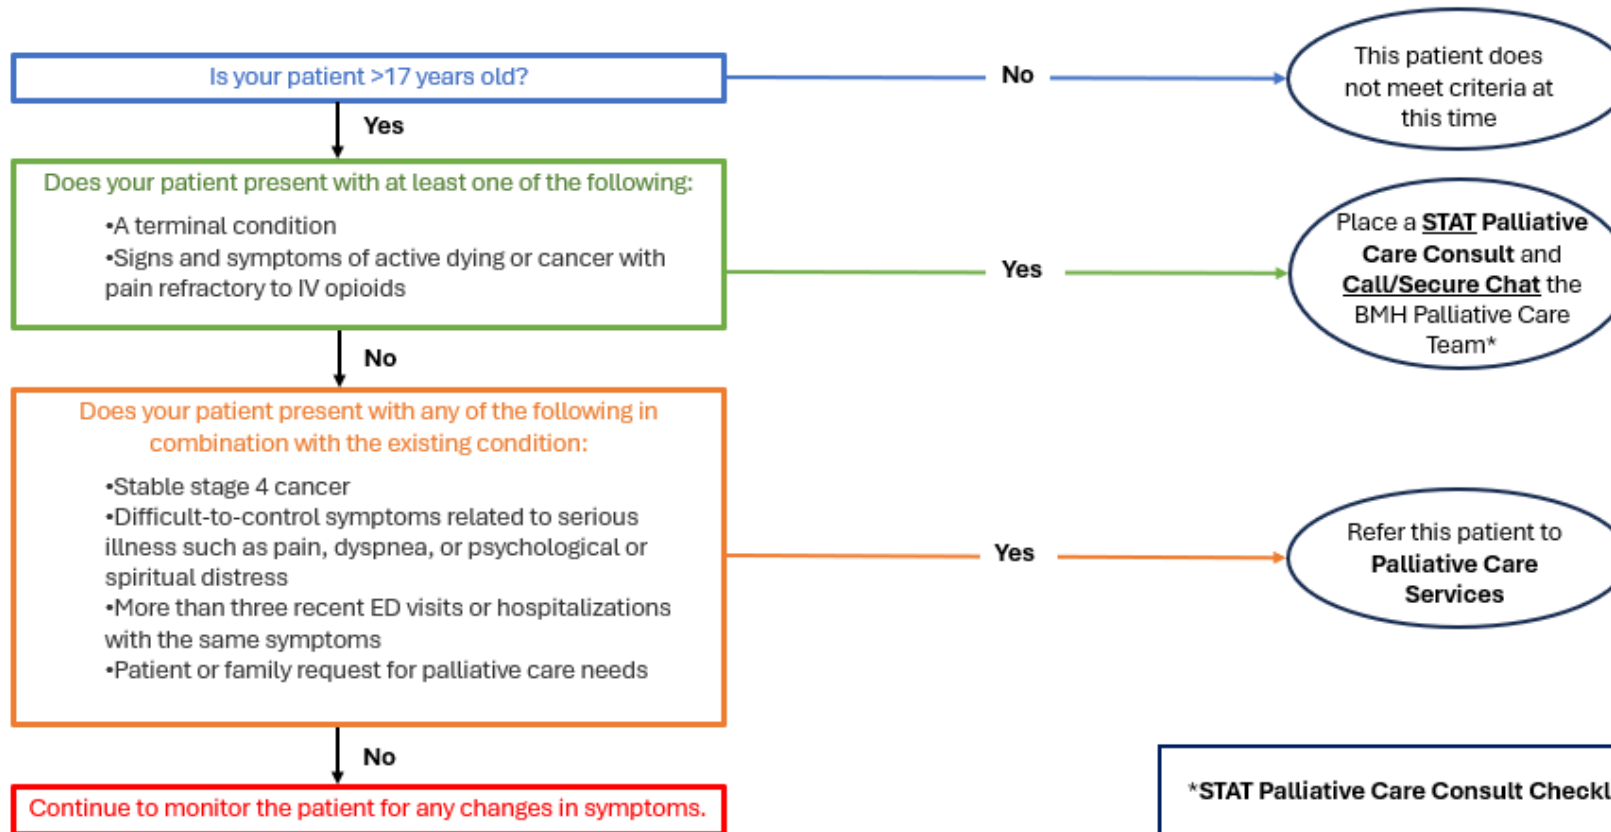 Is your patient >17 years old?
No
This patient does
not meet criteria at
this time
Yes
Does your patient present with at least one of the following:
•A terminal condition
•Signs and symptoms of active dying or cancer with
pain refractory to IV opioids
Yes
Place a STAT Palliative
Care Consult and
Call/Secure Chat the
BMH Palliative Care
Team*
No
Does your patient present with any of the following in
combination with the existing condition:
•Stable stage 4 cancer
•Difficult-to-control symptoms related to serious
illness such as pain, dyspnea, or psychological or
spiritual distress
•More than three recent ED visits or hospitalizations
with the same symptoms
•Patient or family request for palliative care needs
Yes
Refer this patient to
Palliative Care
Services
No
Continue to monitor the patient for any changes in symptoms.
*STAT Palliative Care Consult